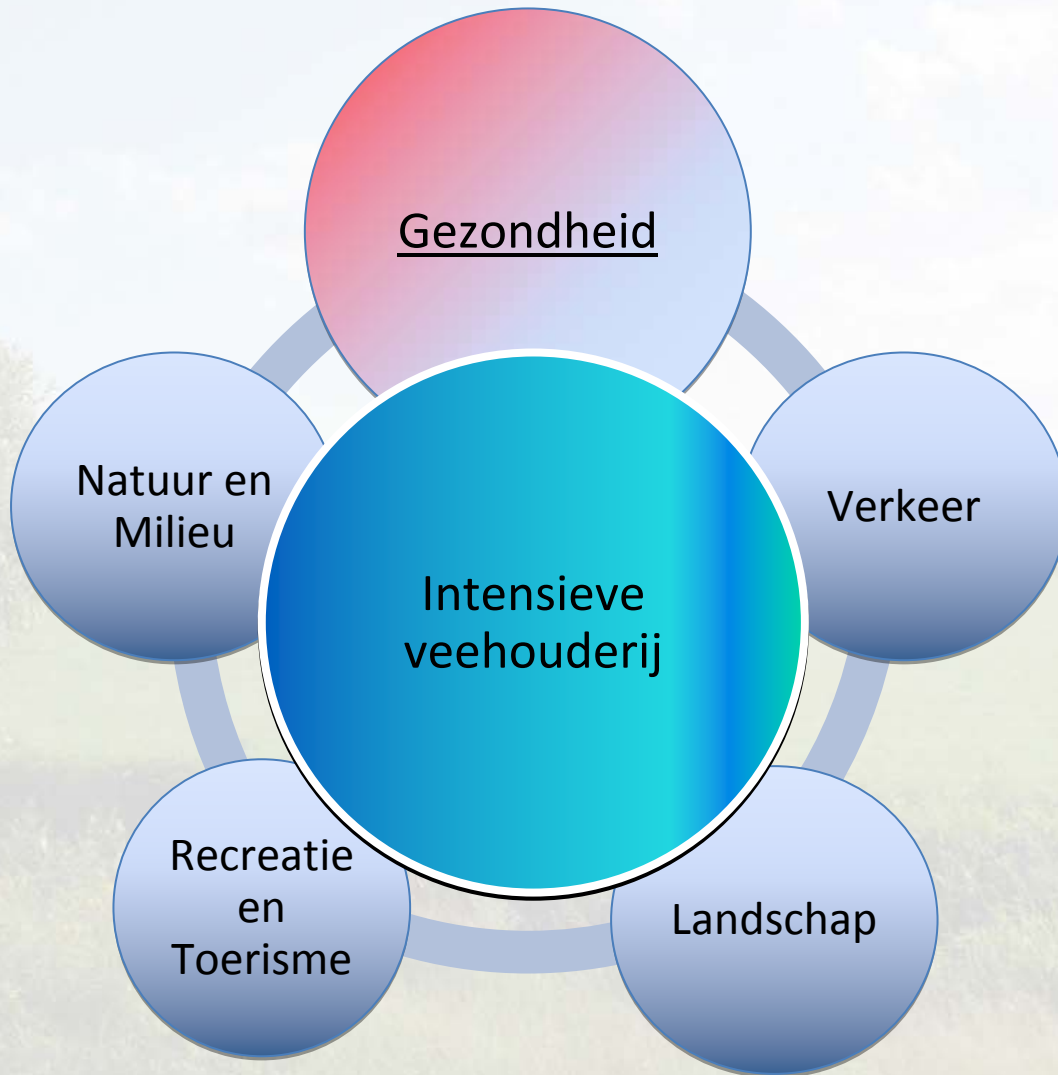 Gezondheid
Natuur en
Milieu
Verkeer
Intensieve
veehouderij
Recreatie
en
Toerisme
Landschap